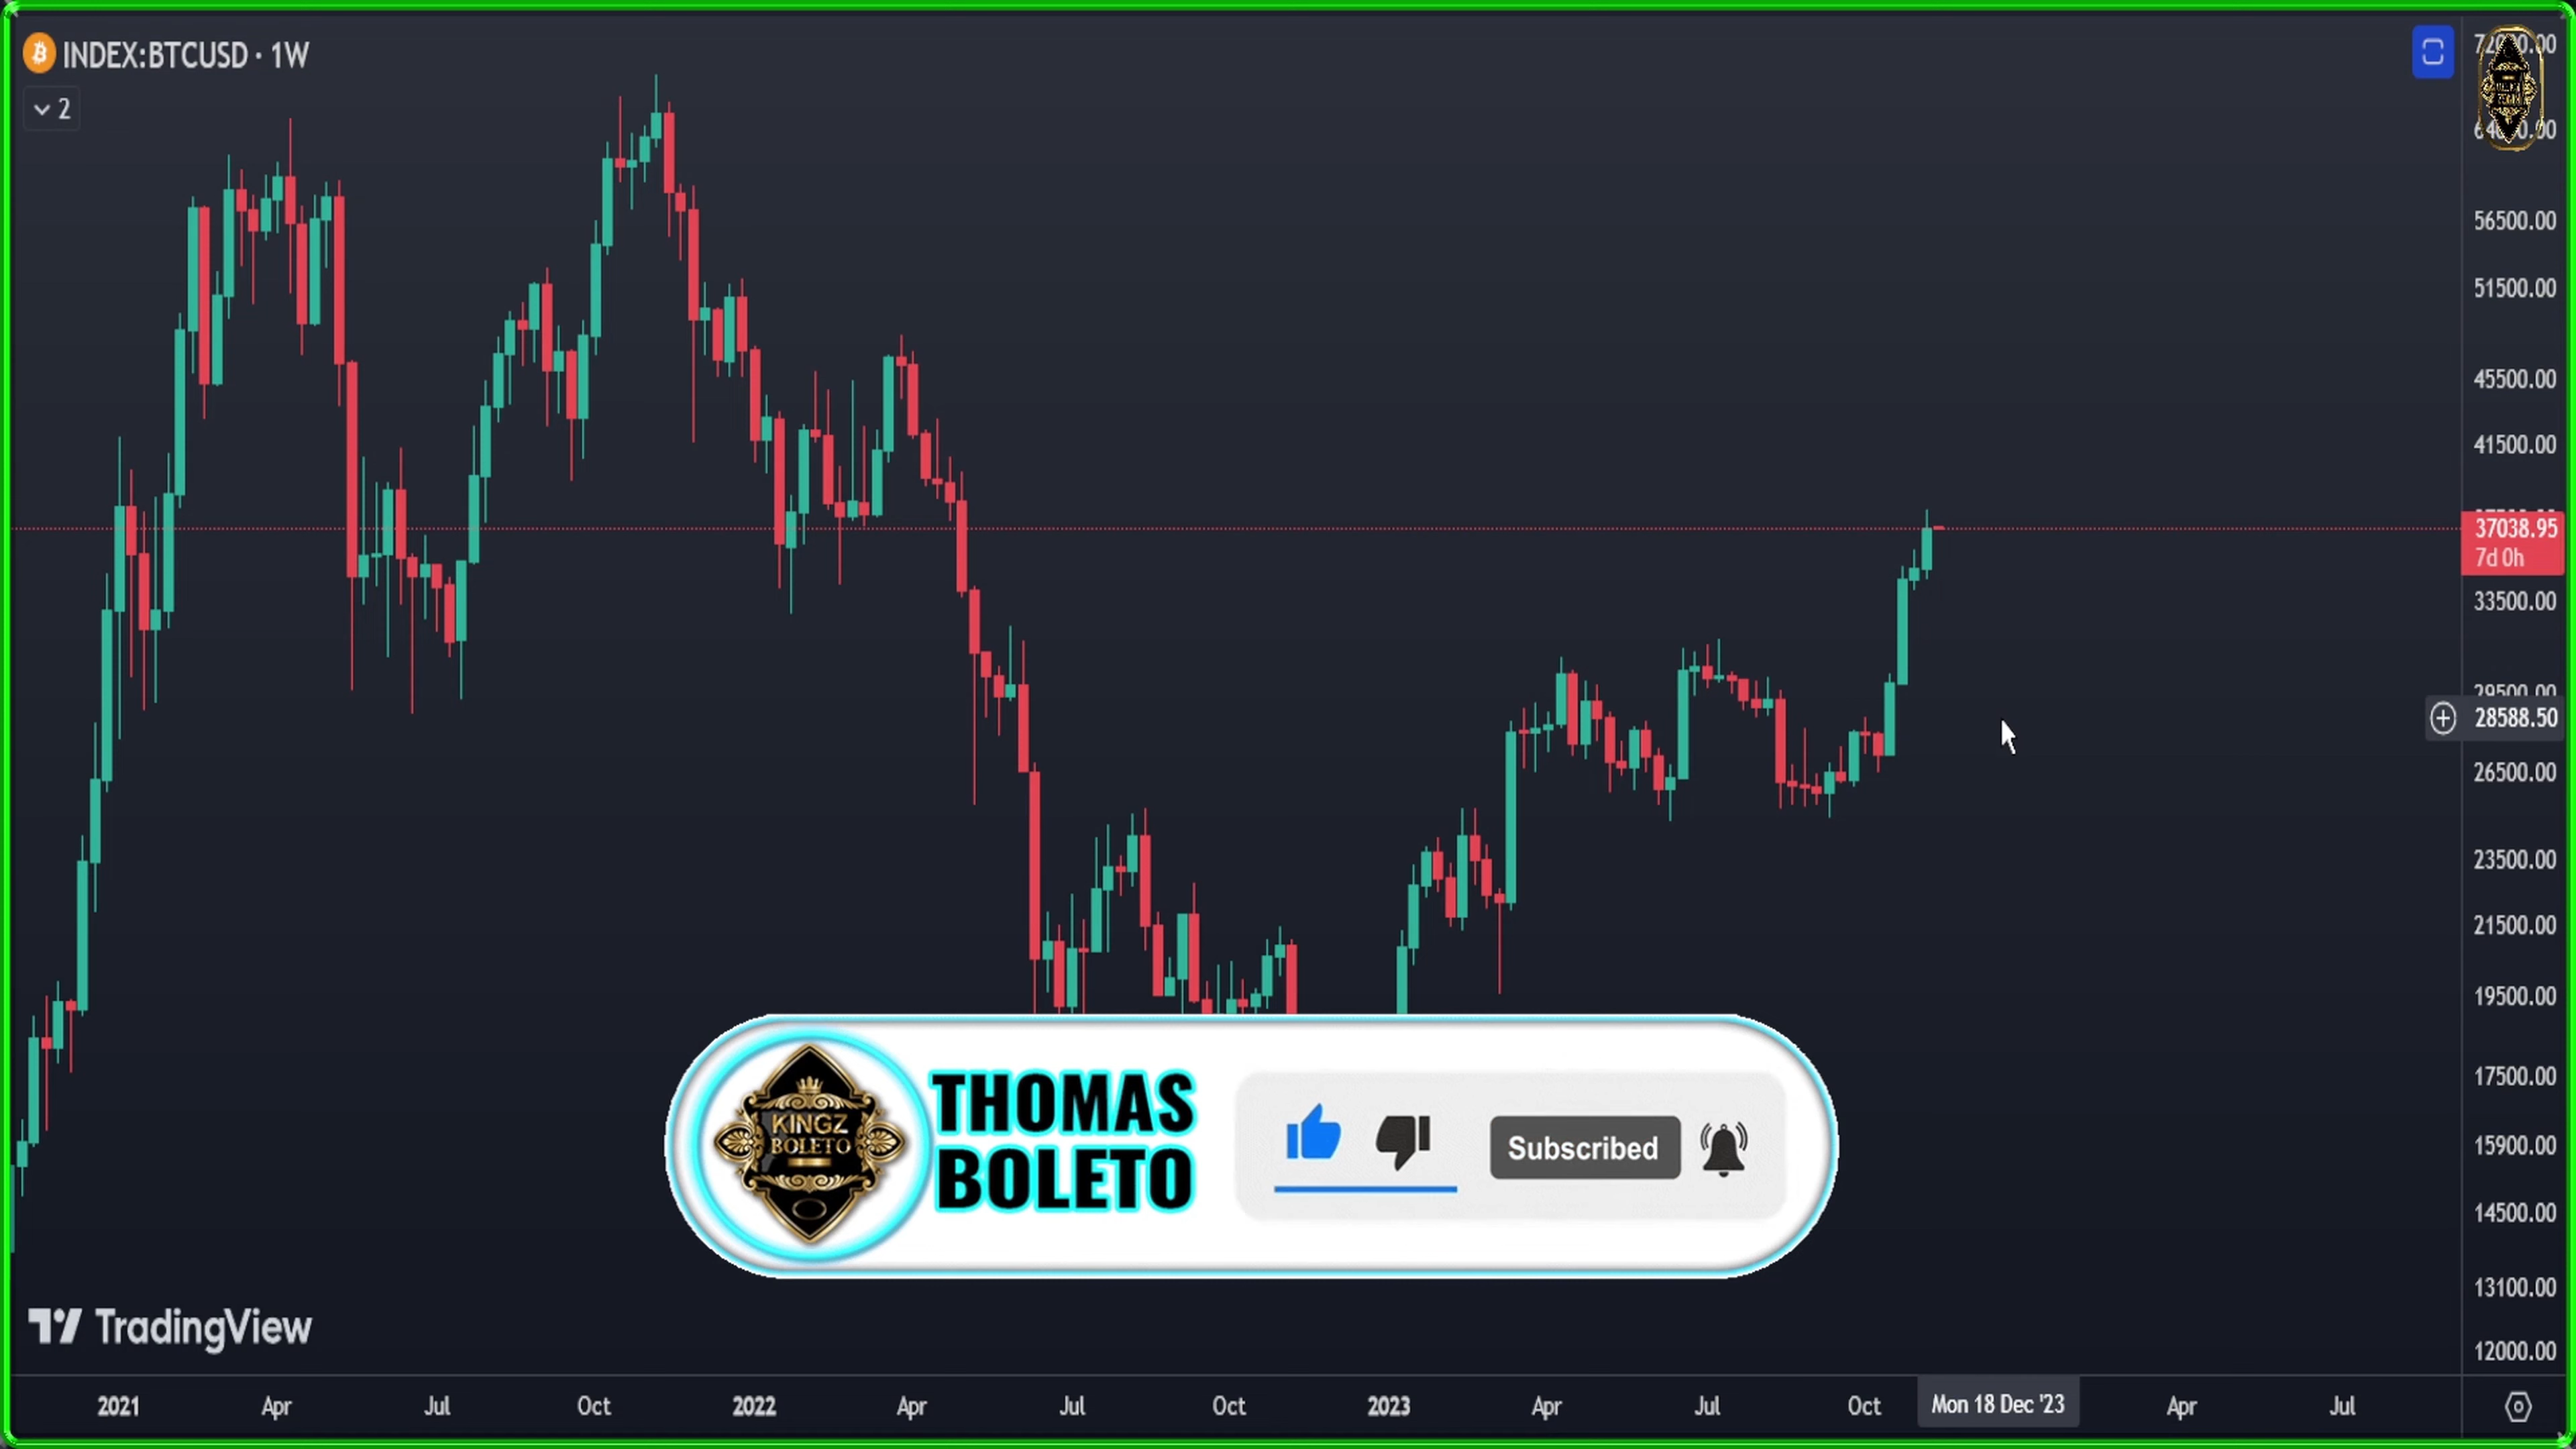 INDEX:BTCUSD · 1W
2
56500.00
51500.00
45500.00
41500.00
37038.95
7d 0h
33500.00
29500.00
28588.50
26500.00
23500.00
21500.00
19500.00
17500.00
15900.00
14500.00
13100.00
12000.00
KINGZ
BOLETO
THOMAS
BOLETO
Subscribed
TradingView
2021 Apr Jul Oct 2022 Apr Jul Oct 2023 Apr Jul Oct Mon 18 Dec '23 Apr Jul